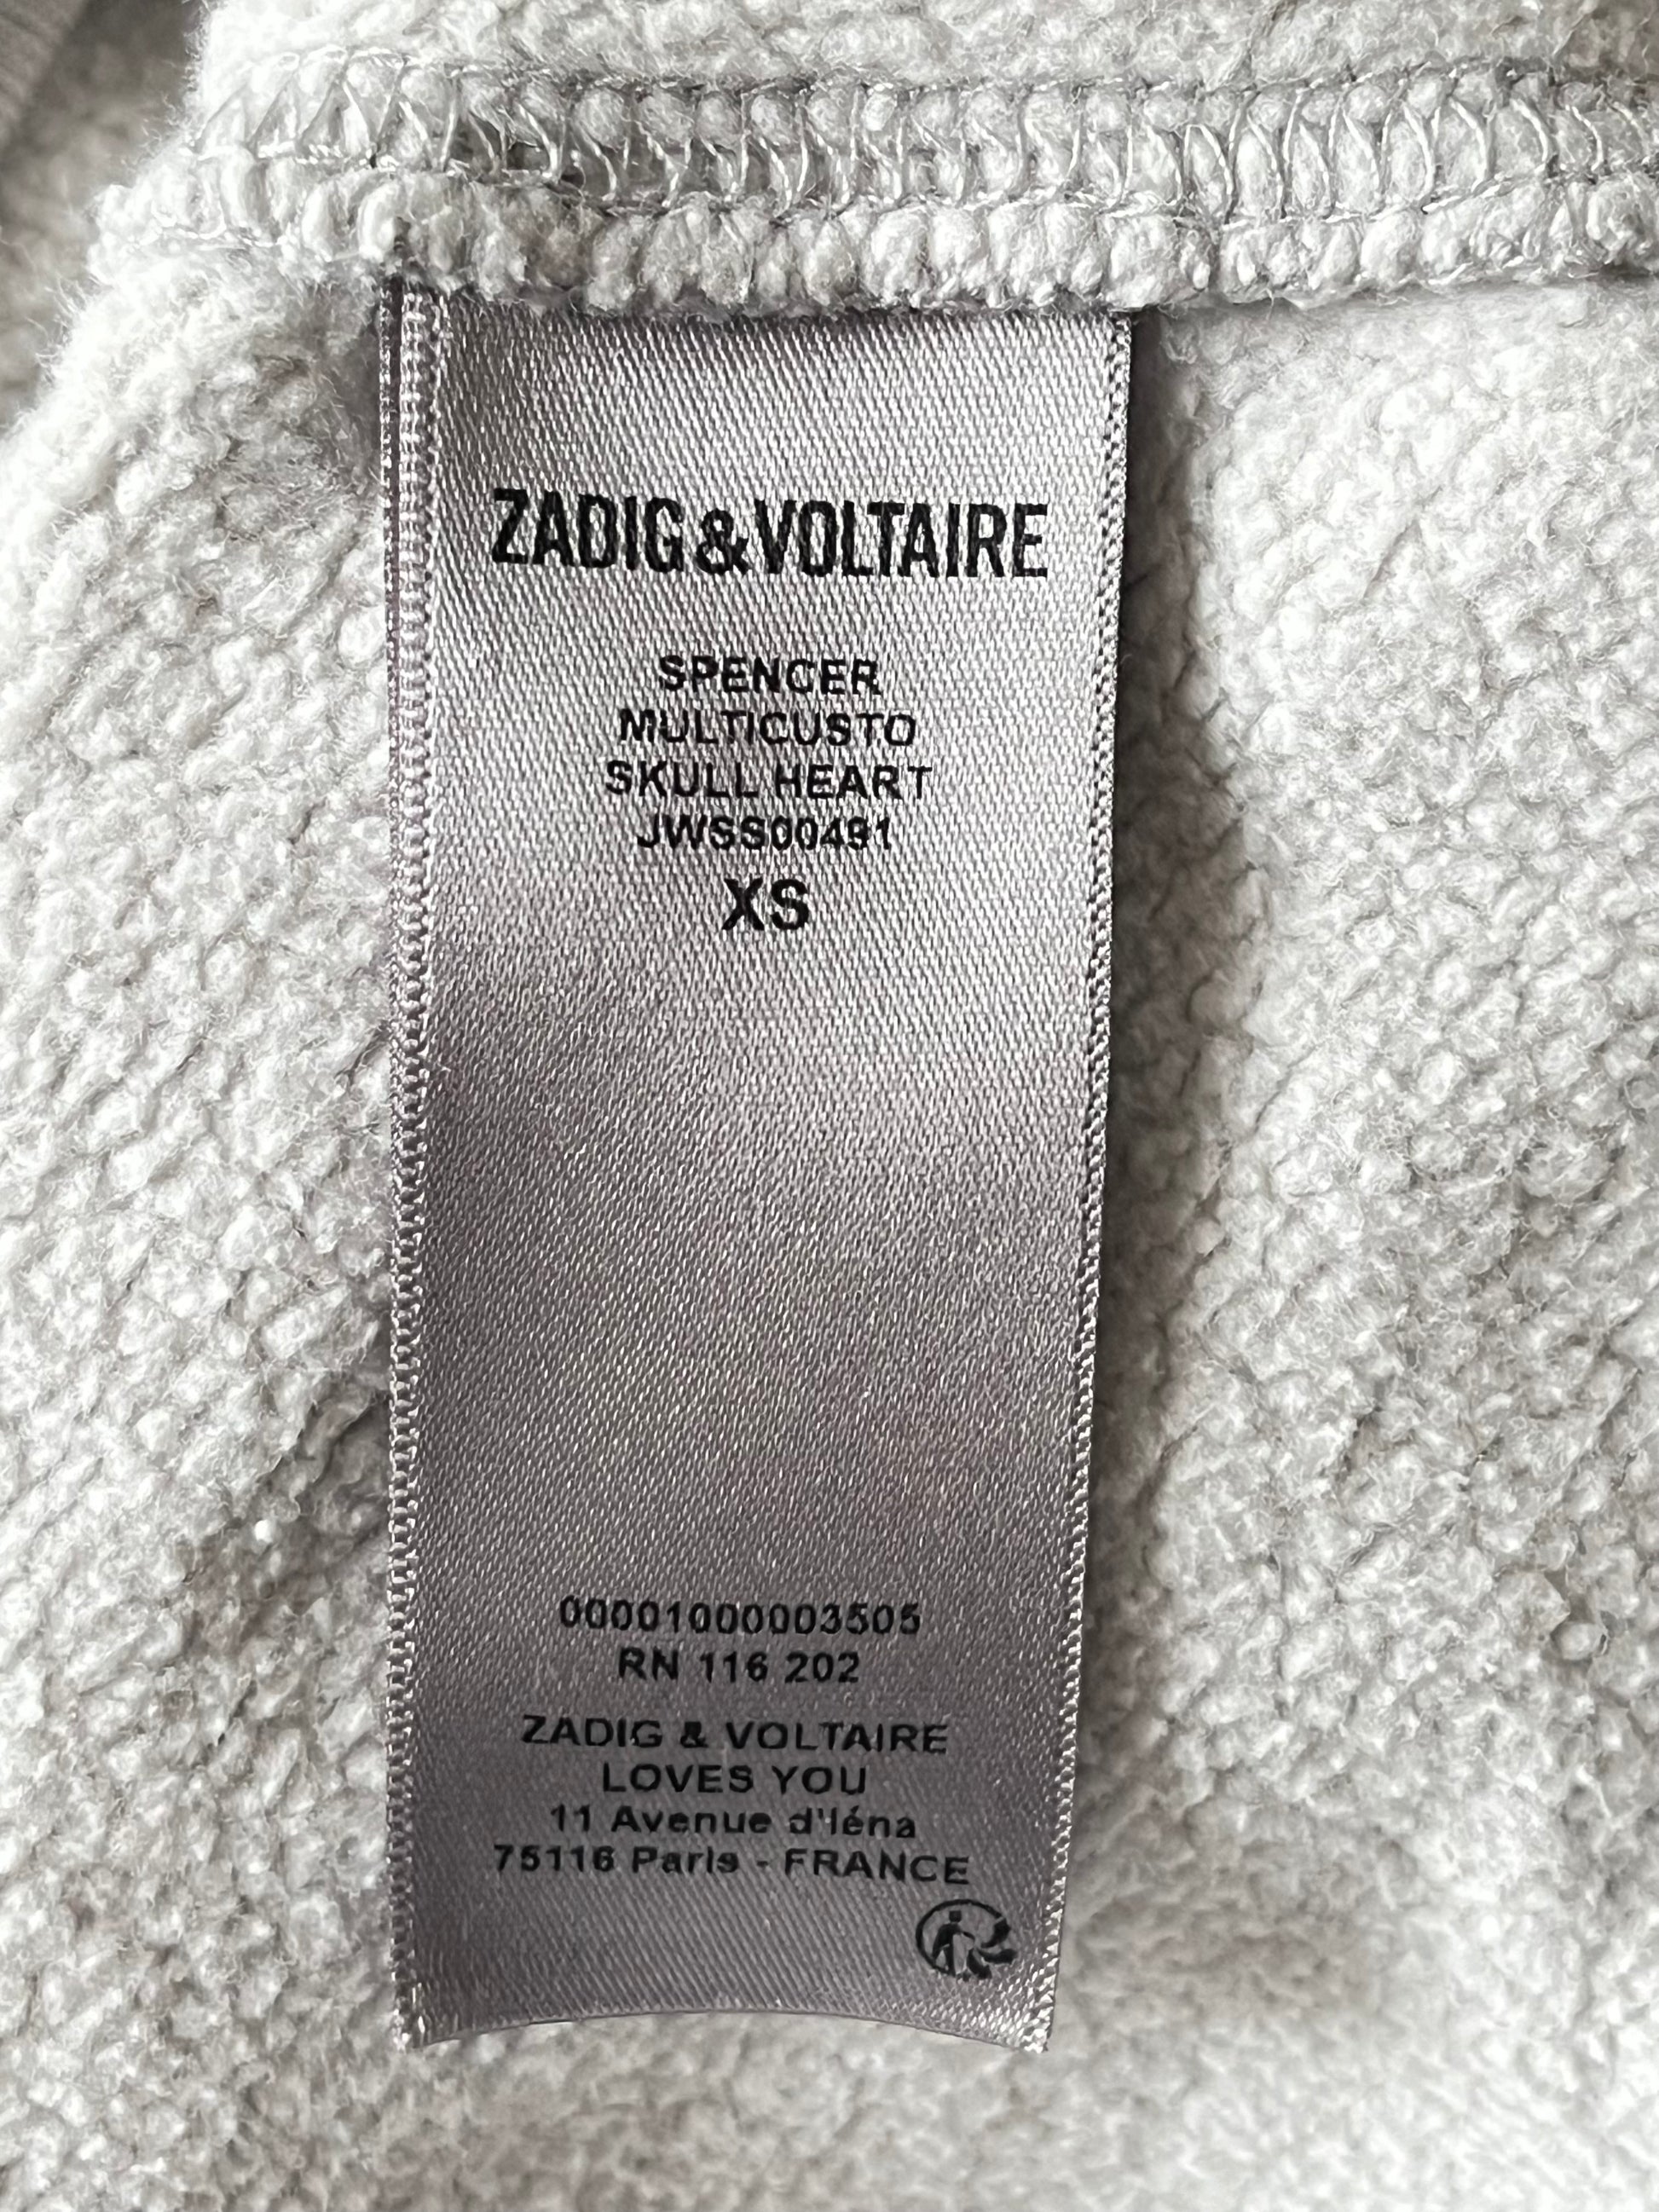 ZADIG&VOLTAIRE
SPENCER
MULTICUSTO
SKULL HEART
JWSS00491
XS
00001000003505
RN 116 202
ZADIG & VOLTAIRE
LOVES YOU
11 Avenue d'Iéna
75116 Paris - FRANCE